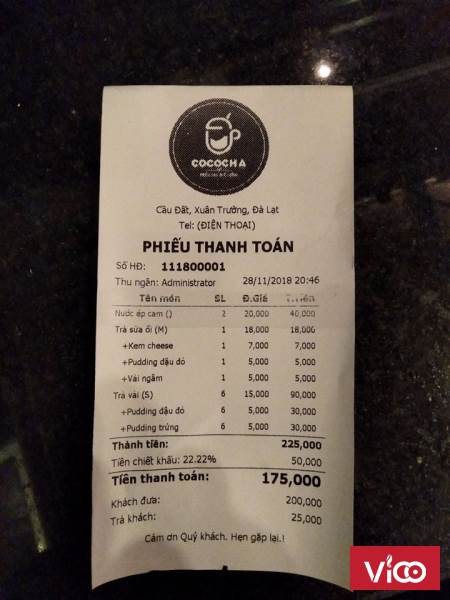 COCOCHA
Cầu Đất, Xuân Trường, Đà Lạt
Tel: (ĐIỆN THOẠI)
PHIẾU THANH TOÁN
Số HĐ: 111800001
Thu ngân: Administrator 28/11/2018 20:46
Tên món SL Đ.Giá T.Tiền
Nước ép cam () 2 20,000 40,000
Trà sữa ổi (M) 1 18,000 18,000
+Kem cheese 1 7,000 7,000
+Pudding đậu đỏ 1 5,000 5,000
+Vải ngâm 1 5,000 5,000
Trà vải (S) 6 15,000 90,000
+Pudding đậu đỏ 6 5,000 30,000
+Pudding trứng 6 5,000 30,000
Thành tiền: 225,000
Tiền chiết khấu: 22.22% 50,000
Tiền thanh toán: 175,000
Khách đưa: 200,000
Trả khách: 25,000
Cám ơn Quý khách. Hẹn gặp lại.!
VICO